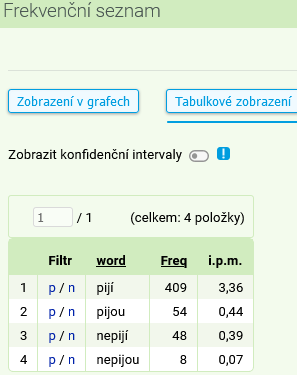 Frekvenční seznam
Zobrazení v grafech
Tabulkové zobrazení
Zobrazit konfidenční intervaly !
1 / 1 (celkem: 4 položky)
Filtr word Freq i.p.m.
1 p / n pijí 409 3,36
2 p / n pijou 54 0,44
3 p / n nepijí 48 0,39
4 p / n nepijou 8 0,07